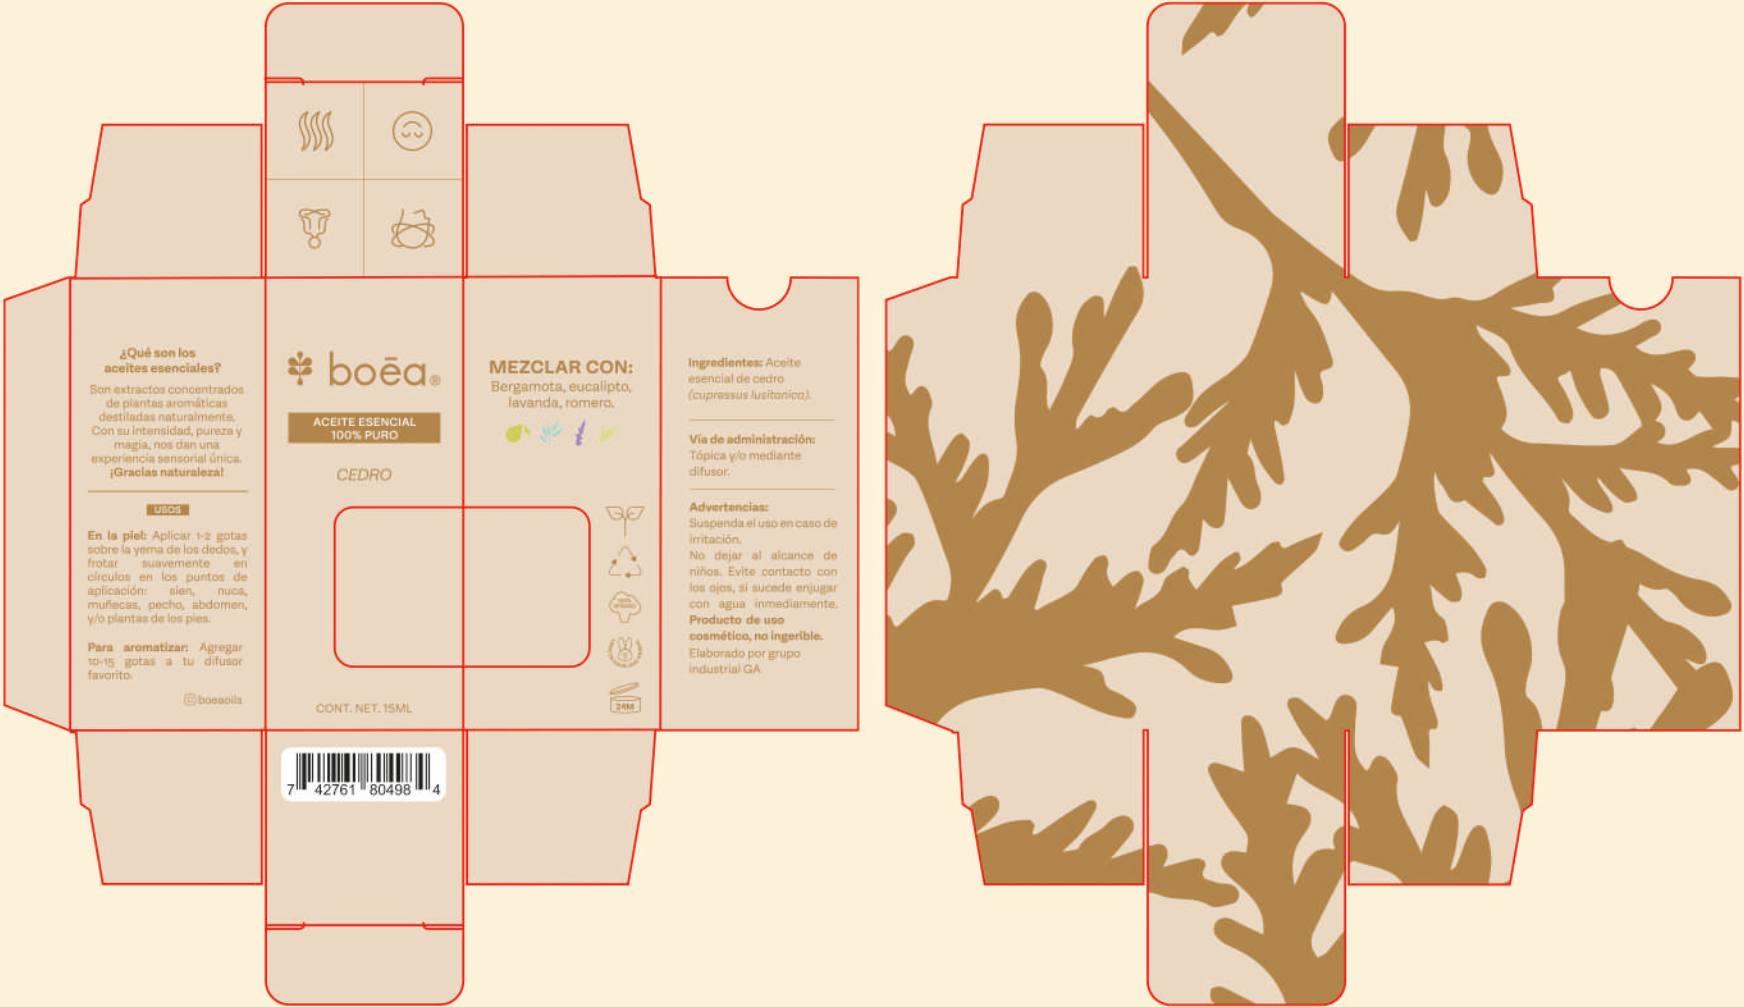 ¿Qué son los
aceites esenciales?
Son extractos concentrados
de plantas aromáticas
destiladas naturalmente.
Con su intensidad, pureza y
magia, nos dan una
experiencia sensorial única.
¡Gracias naturaleza!
USOS
En la piel: Aplicar 1-2 gotas
sobre la yema de los dedos, y
frotar suavemente en
círculos en los puntos de
aplicación: sien, nuca,
muñecas, pecho, abdomen,
y/o plantas de los pies.
Para aromatizar: Agregar
10-15 gotas a tu difusor
favorito.
boeaoils
boēa®
ACEITE ESENCIAL
100% PURO
CEDRO
CONT. NET. 15ML
7 42761 80498 4
MEZCLAR CON:
Bergamota, eucalipto,
lavanda, romero.
24M
Ingredientes: Aceite
esencial de cedro
(cupressus lusitanica).
Vía de administración:
Tópica y/o mediante
difusor.
Advertencias:
Suspenda el uso en caso de
irritación.
No dejar al alcance de
niños. Evite contacto con
los ojos, si sucede enjugar
con agua inmediamente.
Producto de uso
cosmético, no ingerible.
Elaborado por grupo
industrial GA